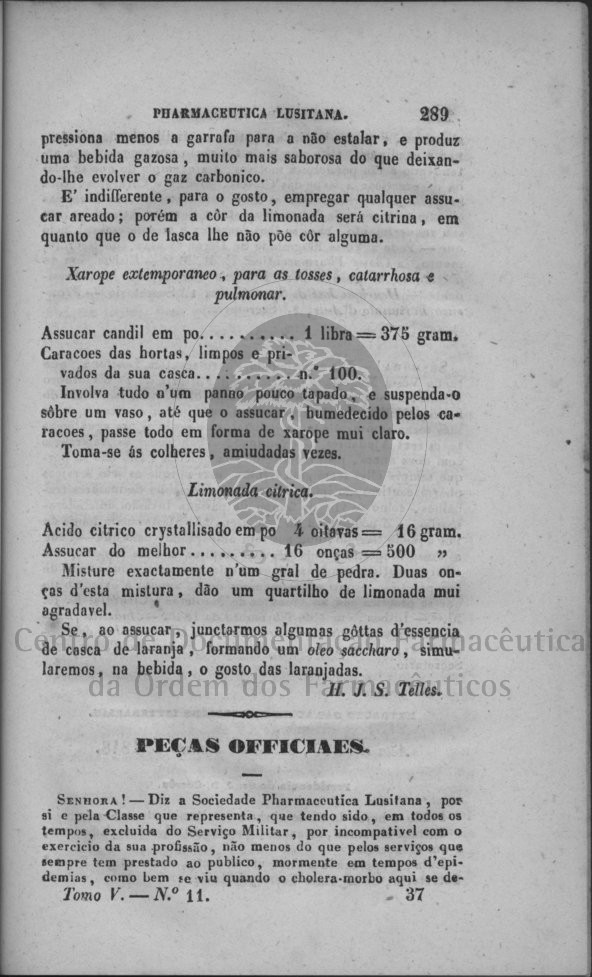 PHARMACEUTICA LUSITANA. 289
pressiona menos a garrafa para a não estalar, e produz
uma bebida gazosa, muito mais saborosa do que deixan-
do-lhe evolver o gaz carbonico.
E' indifferente, para o gosto, empregar qualquer assu-
car areado; porém a côr da limonada será citrina, em
quanto que o de lasca lhe não põe côr alguma.
Xarope extemporaneo, para as tosses, catarrhosa e
pulmonar.
Assucar candil em po.......... 1 libra = 375 gram.
Caracoes das hortas, limpos e pri-
vados da sua casca.......... n.° 100.
Involva tudo n'um panno pouco tapado, e suspenda-o
sôbre um vaso, até que o assucar, humedecido pelos ca-
racoes, passe todo em forma de xarope mui claro.
Toma-se ás colheres, amiudadas vezes.
Limonada citrica.
Acido citrico crystallisado em po 4 oitavas = 16 gram.
Assucar do melhor......... 16 onças = 500 „
Misture exactamente n'um gral de pedra. Duas on-
ças d'esta mistura, dão um quartilho de limonada mui
agradavel.
Se, ao assucar, junctarmos algumas gôttas d'essencia
de casca de laranja, formando um oleo saccharo, simu-
laremos, na bebida, o gosto das laranjadas.
H. J. S. Telles.
PEÇAS OFFICIAES.
SENHORA! — Diz a Sociedade Pharmaceutica Lusitana, por
si e pela Classe que representa, que tendo sido, em todos os
tempos, excluida do Serviço Militar, por incompativel com o
exercicio da sua profissão, não menos do que pelos serviços que
sempre tem prestado ao publico, mormente em tempos d'epi-
demias, como bem se viu quando o cholera-morbo aqui se de-
Tomo V. — N.º 11. 37
Centro de Documentação Farmacêutica
da Ordem dos Farmacêuticos